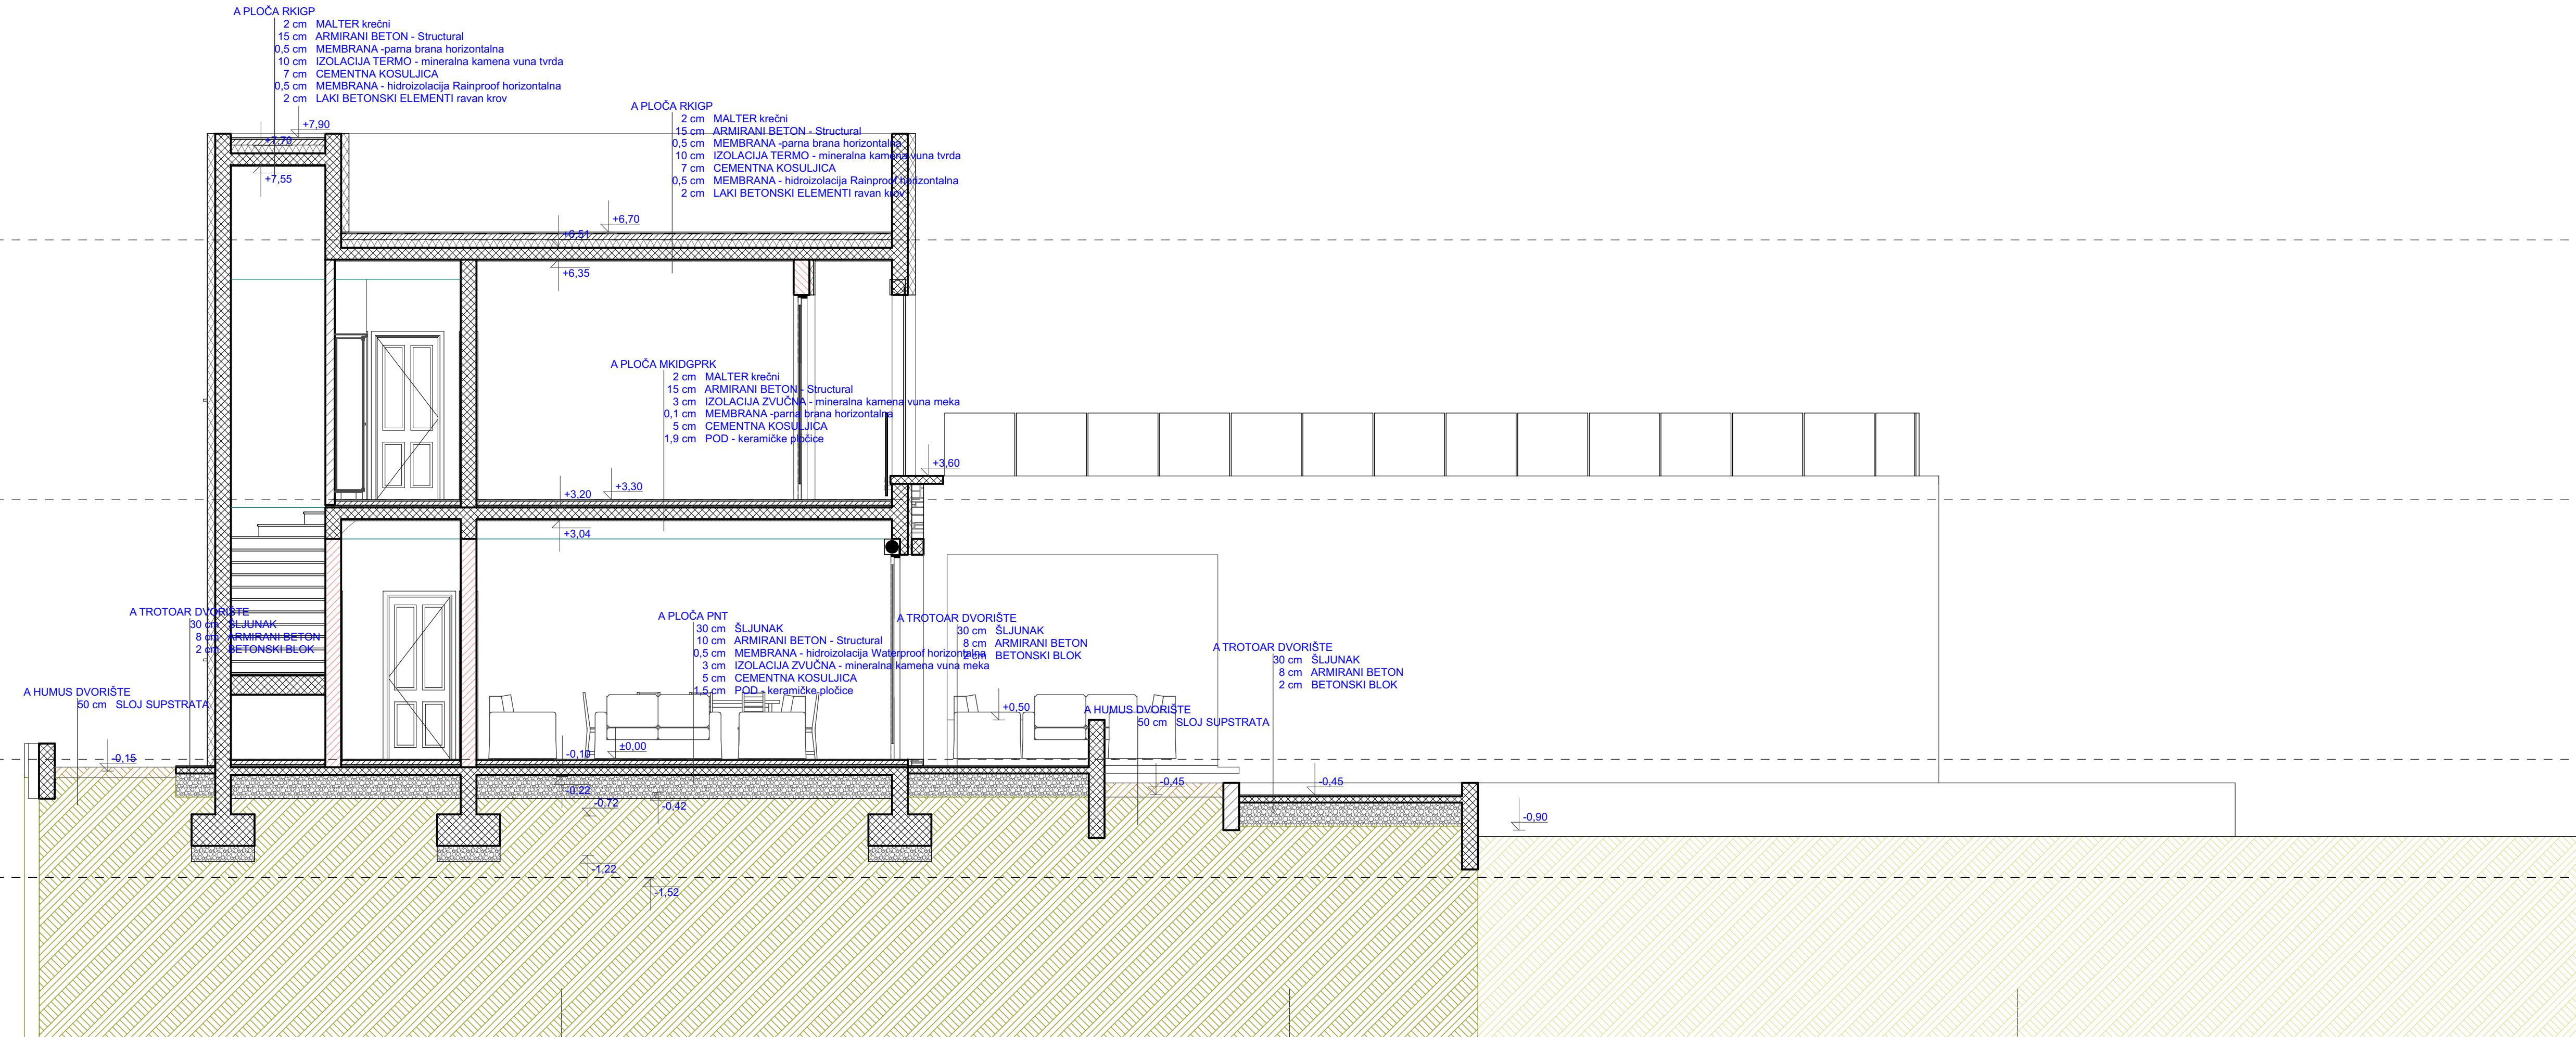 A PLOČA RKIGP
2 cm MALTER krečni
15 cm ARMIRANI BETON - Structural
0,5 cm MEMBRANA -parna brana horizontalna
10 cm IZOLACIJA TERMO - mineralna kamena vuna tvrda
7 cm CEMENTNA KOSULJICA
0,5 cm MEMBRANA - hidroizolacija Rainproof horizontalna
2 cm LAKI BETONSKI ELEMENTI ravan krov
A PLOČA RKIGP
2 cm MALTER krečni
15 cm ARMIRANI BETON - Structural
0,5 cm MEMBRANA -parna brana horizontalna
10 cm IZOLACIJA TERMO - mineralna kamena vuna tvrda
7 cm CEMENTNA KOSULJICA
0,5 cm MEMBRANA - hidroizolacija Rainproof horizontalna
2 cm LAKI BETONSKI ELEMENTI ravan krov
+7,90
+7,70
+7,55
+6,70
+6,51
+6,35
A PLOČA MKIDGPRK
2 cm MALTER krečni
15 cm ARMIRANI BETON - Structural
3 cm IZOLACIJA ZVUČNA - mineralna kamena vuna meka
0,1 cm MEMBRANA -parna brana horizontalna
5 cm CEMENTNA KOSULJICA
1,9 cm POD - keramičke pločice
+3,60
+3,30
+3,20
+3,04
A TROTOAR DVORIŠTE
30 cm ŠLJUNAK
8 cm ARMIRANI BETON
2 cm BETONSKI BLOK
A PLOČA PNT
30 cm ŠLJUNAK
10 cm ARMIRANI BETON - Structural
0,5 cm MEMBRANA - hidroizolacija Waterproof horizontalna
3 cm IZOLACIJA ZVUČNA - mineralna kamena vuna meka
5 cm CEMENTNA KOSULJICA
1,5 cm POD - keramičke pločice
A TROTOAR DVORIŠTE
30 cm ŠLJUNAK
8 cm ARMIRANI BETON
2 cm BETONSKI BLOK
A TROTOAR DVORIŠTE
30 cm ŠLJUNAK
8 cm ARMIRANI BETON
2 cm BETONSKI BLOK
A HUMUS DVORIŠTE
50 cm SLOJ SUPSTRATA
A HUMUS DVORIŠTE
50 cm SLOJ SUPSTRATA
+0,50
±0,00
-0,10
-0,15
-0,22
-0,72
-0,42
-0,45
-0,45
-0,90
-1,22
-1,52